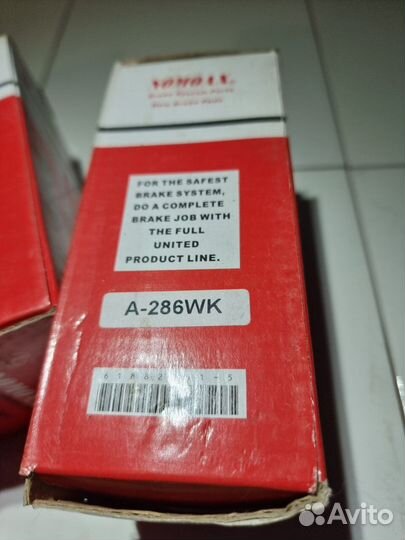 FOR THE SAFEST
BRAKE SYSTEM,
DO A COMPLETE
BRAKE JOB WITH
THE FULL
UNITED
PRODUCT LINE.
A-286WK
Avito